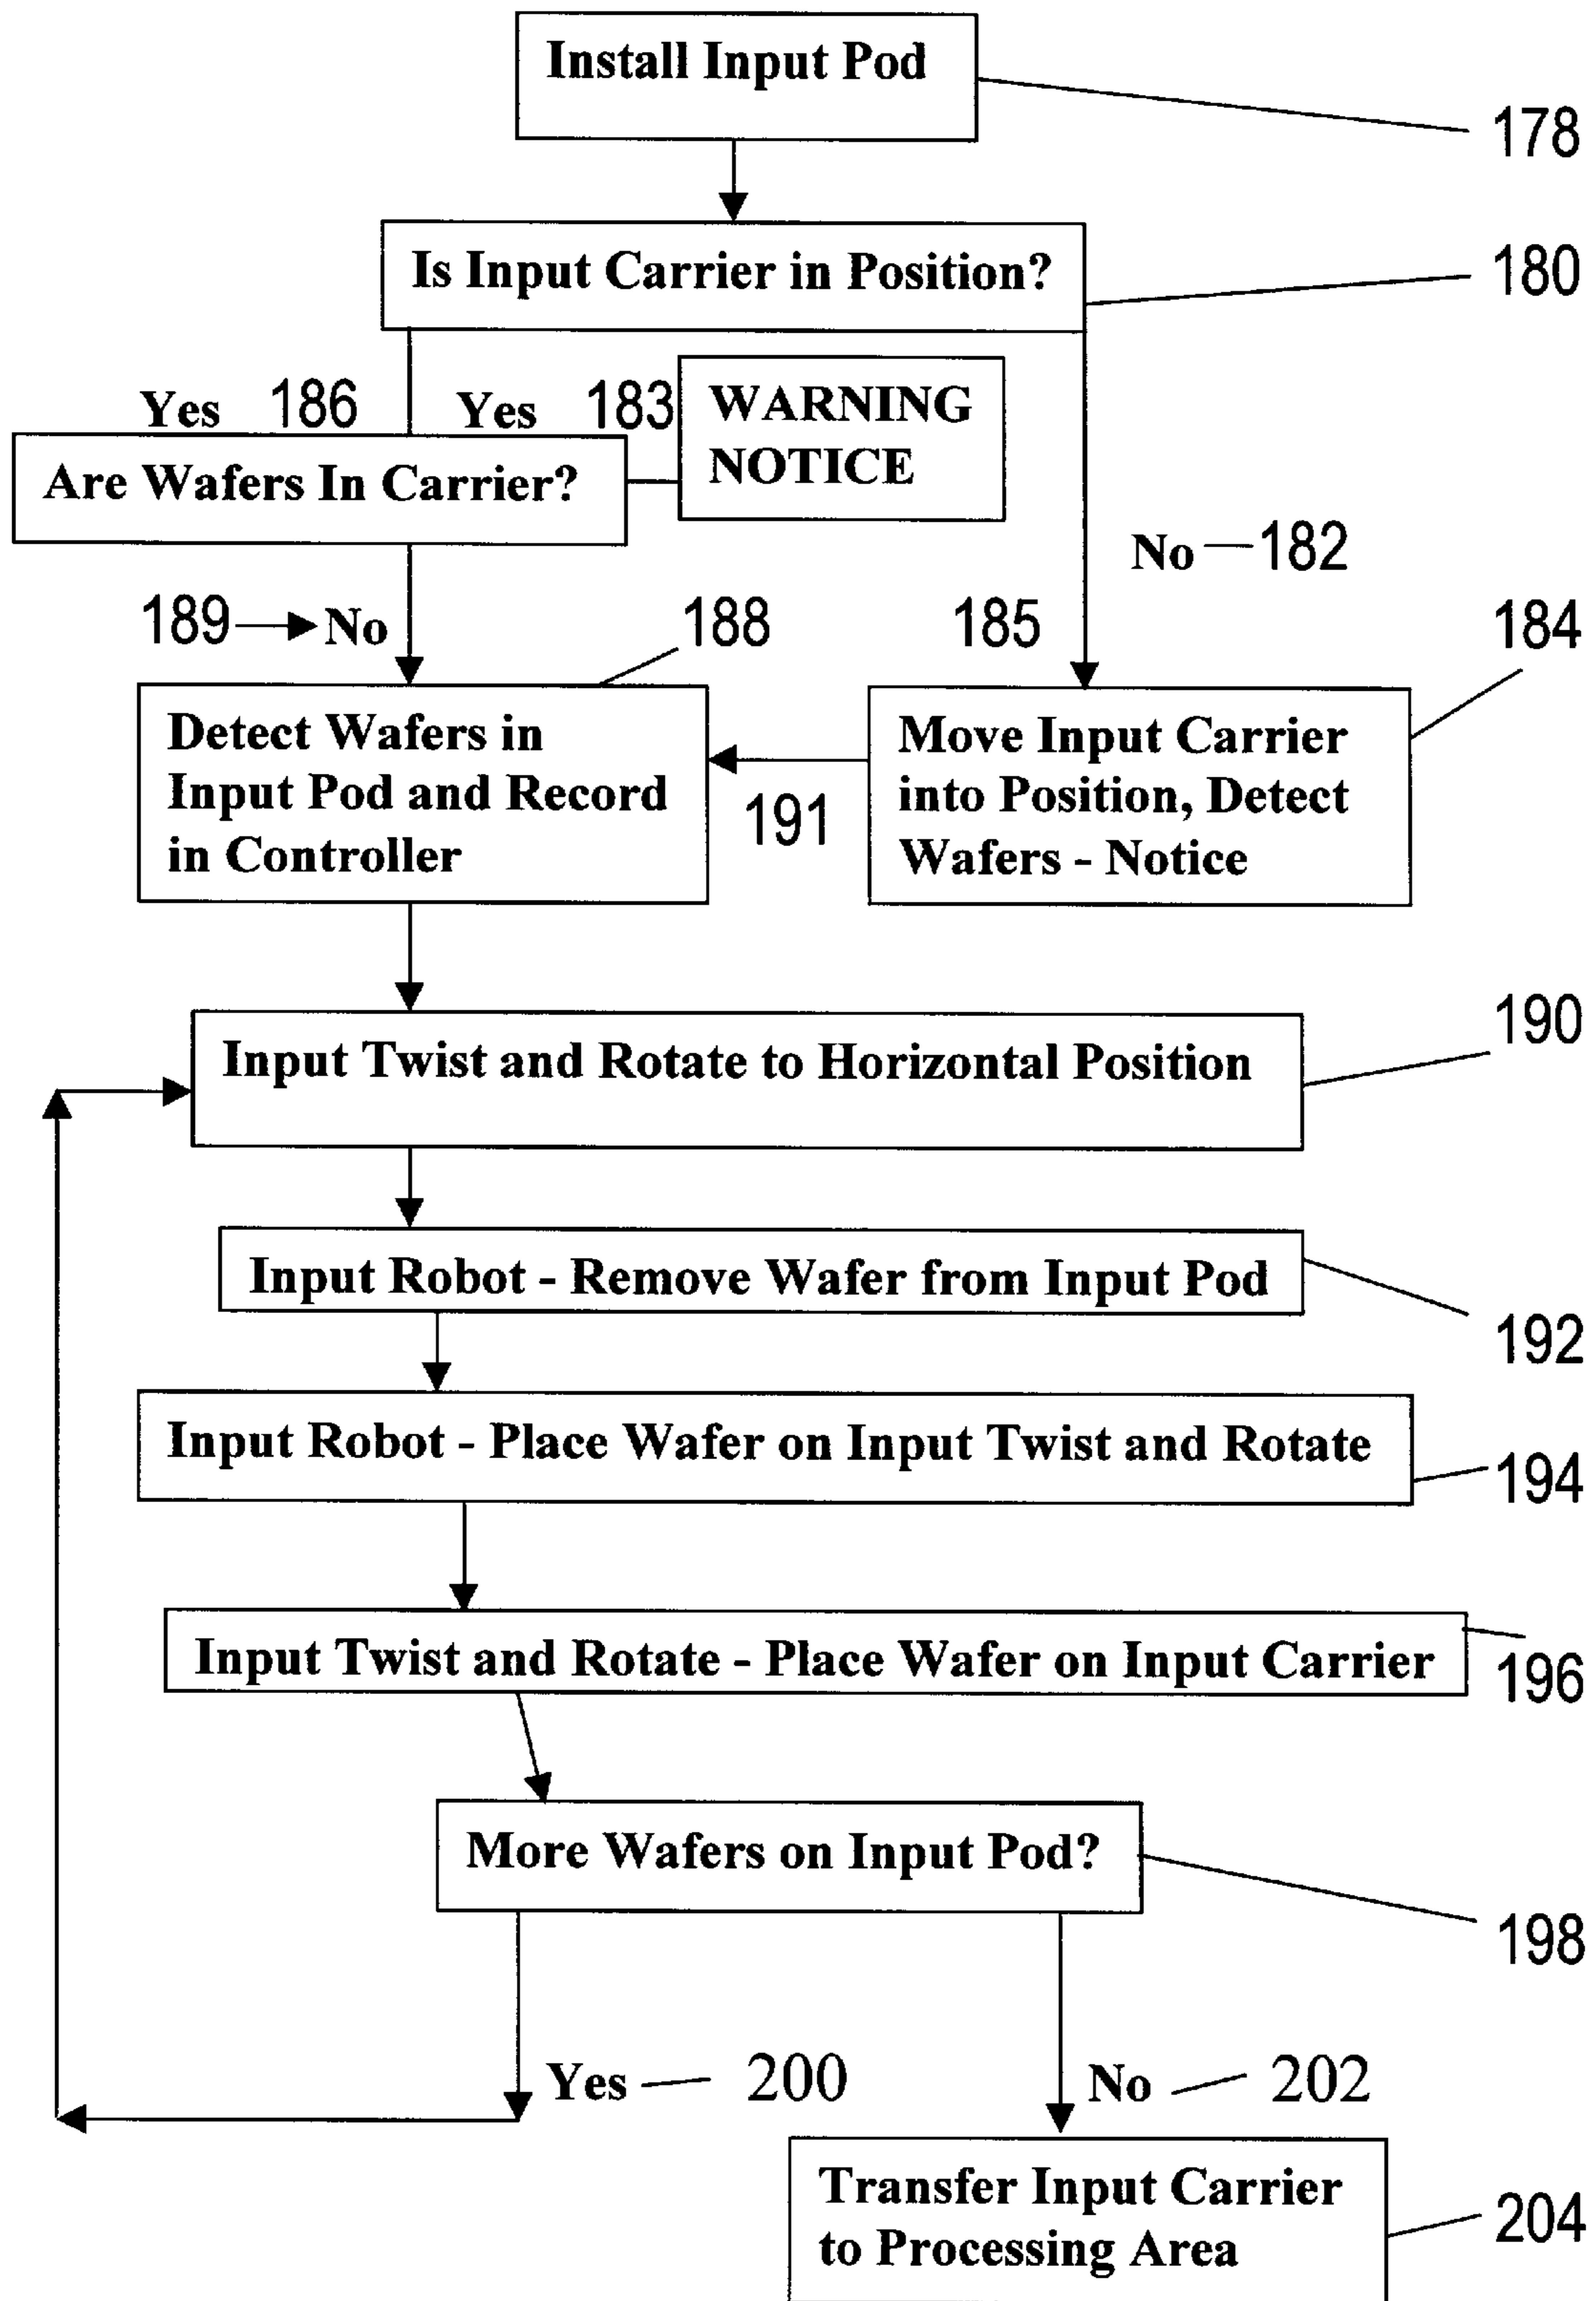 Install Input Pod
178
Is Input Carrier in Position?
180
Yes 186 Yes 183
WARNING
NOTICE
Are Wafers In Carrier?
No 182
189 No
188
185
184
Detect Wafers in
Input Pod and Record
in Controller
191
Move Input Carrier
into Position, Detect
Wafers - Notice
190
Input Twist and Rotate to Horizontal Position
Input Robot - Remove Wafer from Input Pod
192
Input Robot - Place Wafer on Input Twist and Rotate
194
Input Twist and Rotate - Place Wafer on Input Carrier
196
More Wafers on Input Pod?
198
Yes 200
No 202
Transfer Input Carrier
to Processing Area
204